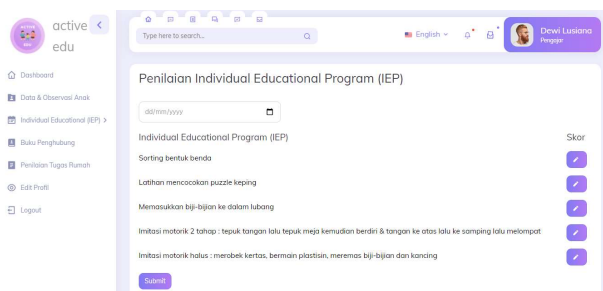 ACTIVE
EDU
active
edu
Type here to search...
English
Dewi Lusiana
Pengajar
Dashboard
Data & Observasi Anak
Individual Educational (IEP)
Buku Penghubung
Penilaian Tugas Rumah
Edit Profil
Logout
Penilaian Individual Educational Program (IEP)
dd/mm/yyyy
Individual Educational Program (IEP) Skor
Sorting bentuk benda
Latihan mencocokan puzzle keping
Memasukkan biji-bijian ke dalam lubang
Imitasi motorik 2 tahap : tepuk tangan lalu tepuk meja kemudian berdiri & tangan ke atas lalu ke samping lalu melompat
Imitasi motorik halus : merobek kertas, bermain plastisin, meremas biji-bijian dan kancing
Submit